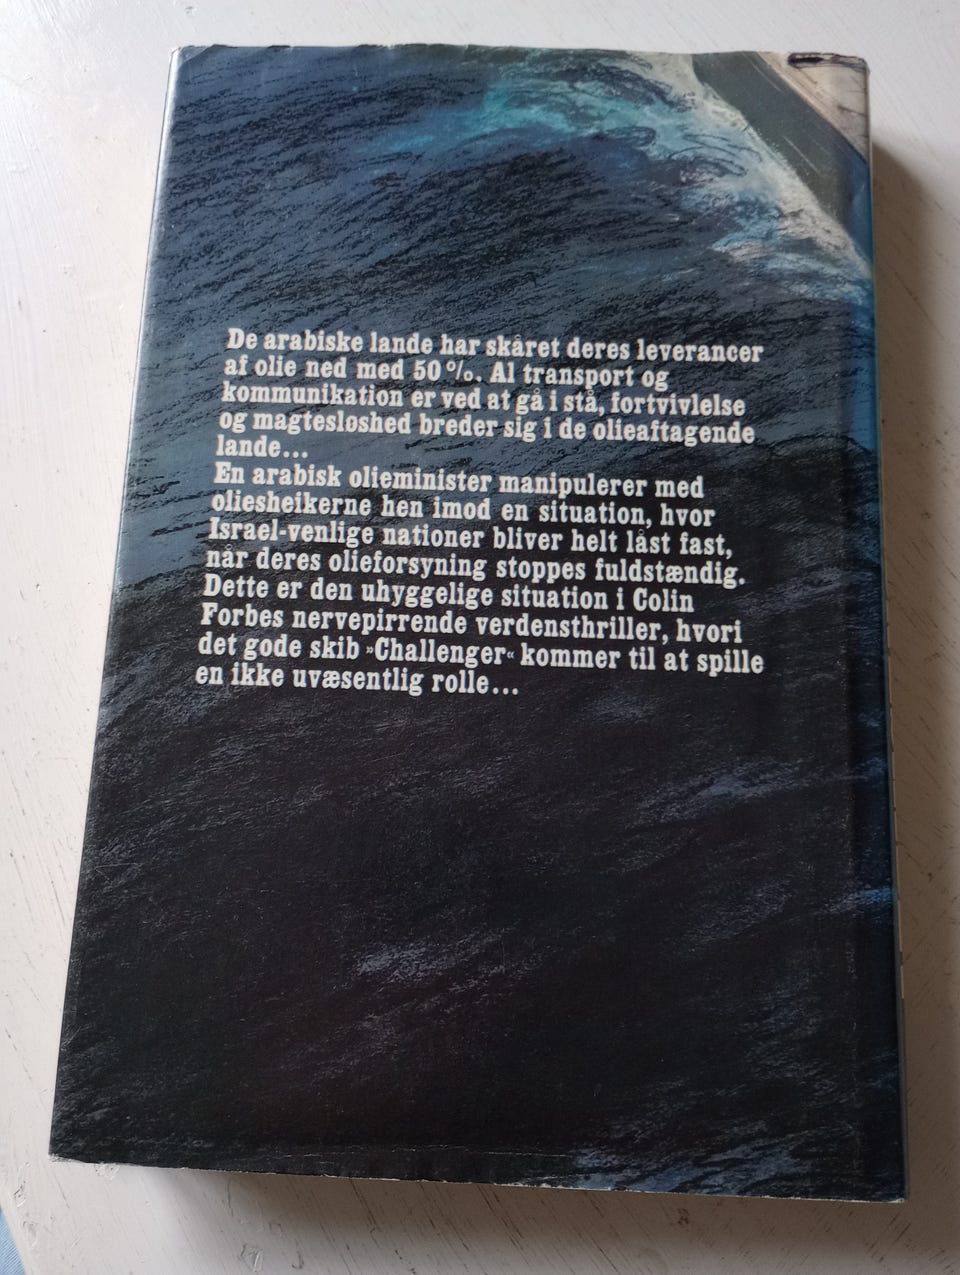 De arabiske lande har skåret deres leverancer
af olie ned med 50 %. Al transport og
kommunikation er ved at gå i stå, fortvivlelse
og magtesløshed breder sig i de olieaftagende
lande...
En arabisk olieminister manipulerer med
oliesheikerne hen imod en situation, hvor
Israel-venlige nationer bliver helt låst fast,
når deres olieforsyning stoppes fuldstændig.
Dette er den uhyggelige situation i Colin
Forbes nervepirrende verdensthriller, hvori
det gode skib »Challenger« kommer til at spille
en ikke uvæsentlig rolle...